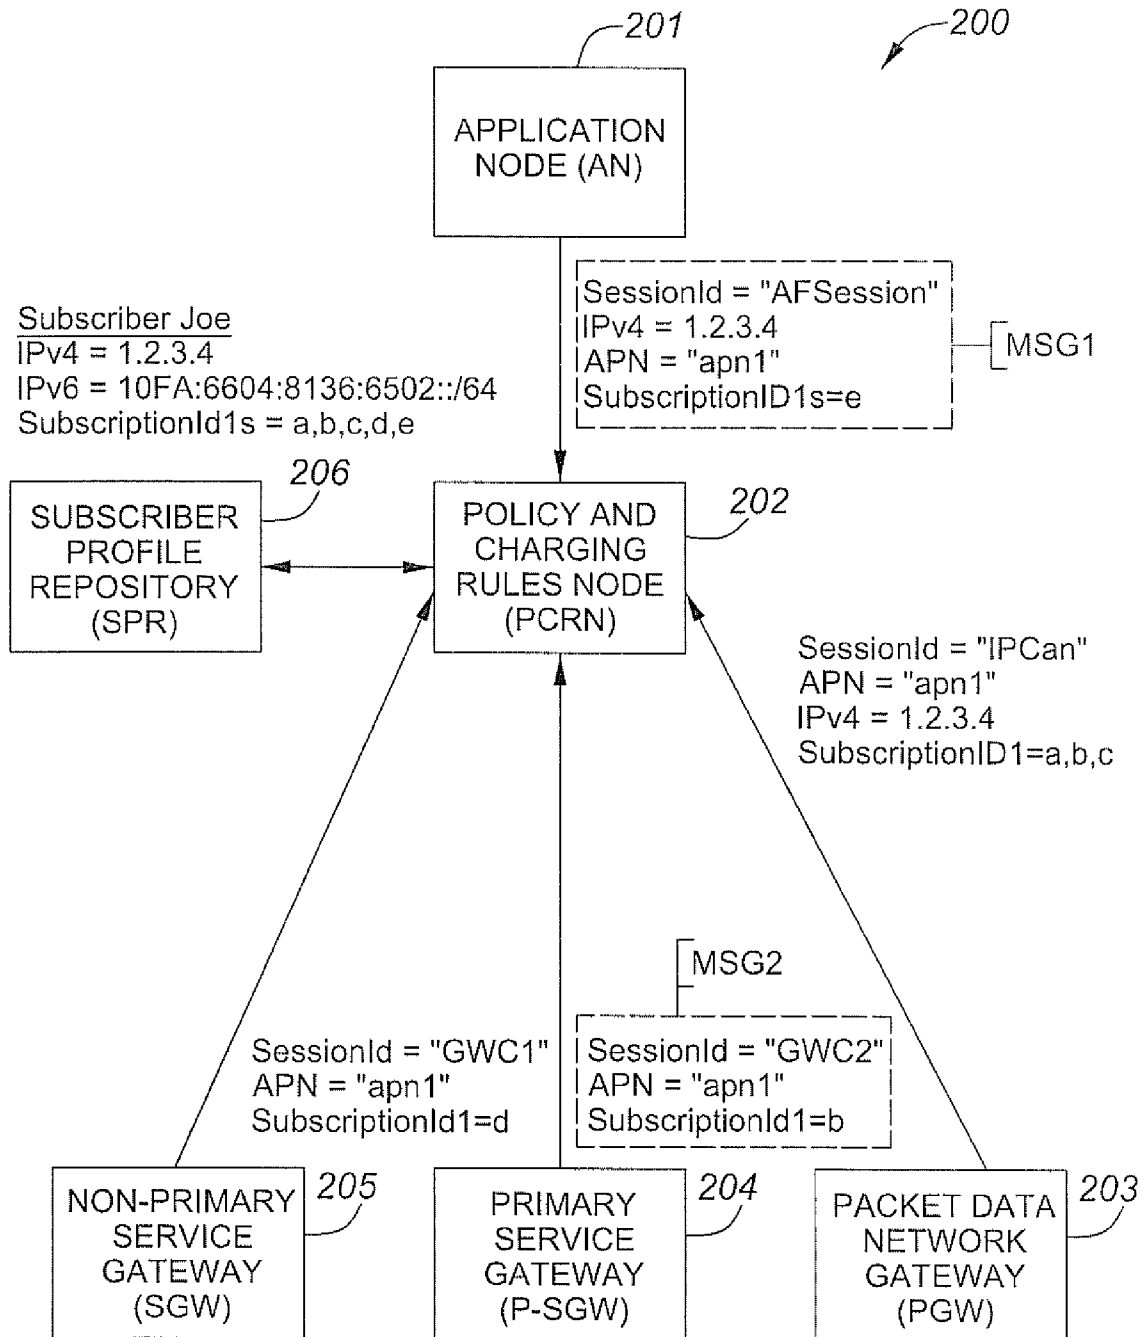 201
200
APPLICATION
NODE (AN)
SessionId = "AFSession"
IPv4 = 1.2.3.4
APN = "apn1"
SubscriptionID1s=e
MSG1
Subscriber Joe
IPv4 = 1.2.3.4
IPv6 = 10FA:6604:8136:6502::/64
SubscriptionId1s = a,b,c,d,e
206
SUBSCRIBER
PROFILE
REPOSITORY
(SPR)
POLICY AND
CHARGING
RULES NODE
(PCRN)
202
SessionId = "IPCan"
APN = "apn1"
IPv4 = 1.2.3.4
SubscriptionID1=a,b,c
MSG2
SessionId = "GWC1"
APN = "apn1"
SubscriptionId1=d
SessionId = "GWC2"
APN = "apn1"
SubscriptionId1=b
NON-PRIMARY
SERVICE
GATEWAY
(SGW)
205
PRIMARY
SERVICE
GATEWAY
(P-SGW)
204
PACKET DATA
NETWORK
GATEWAY
(PGW)
203